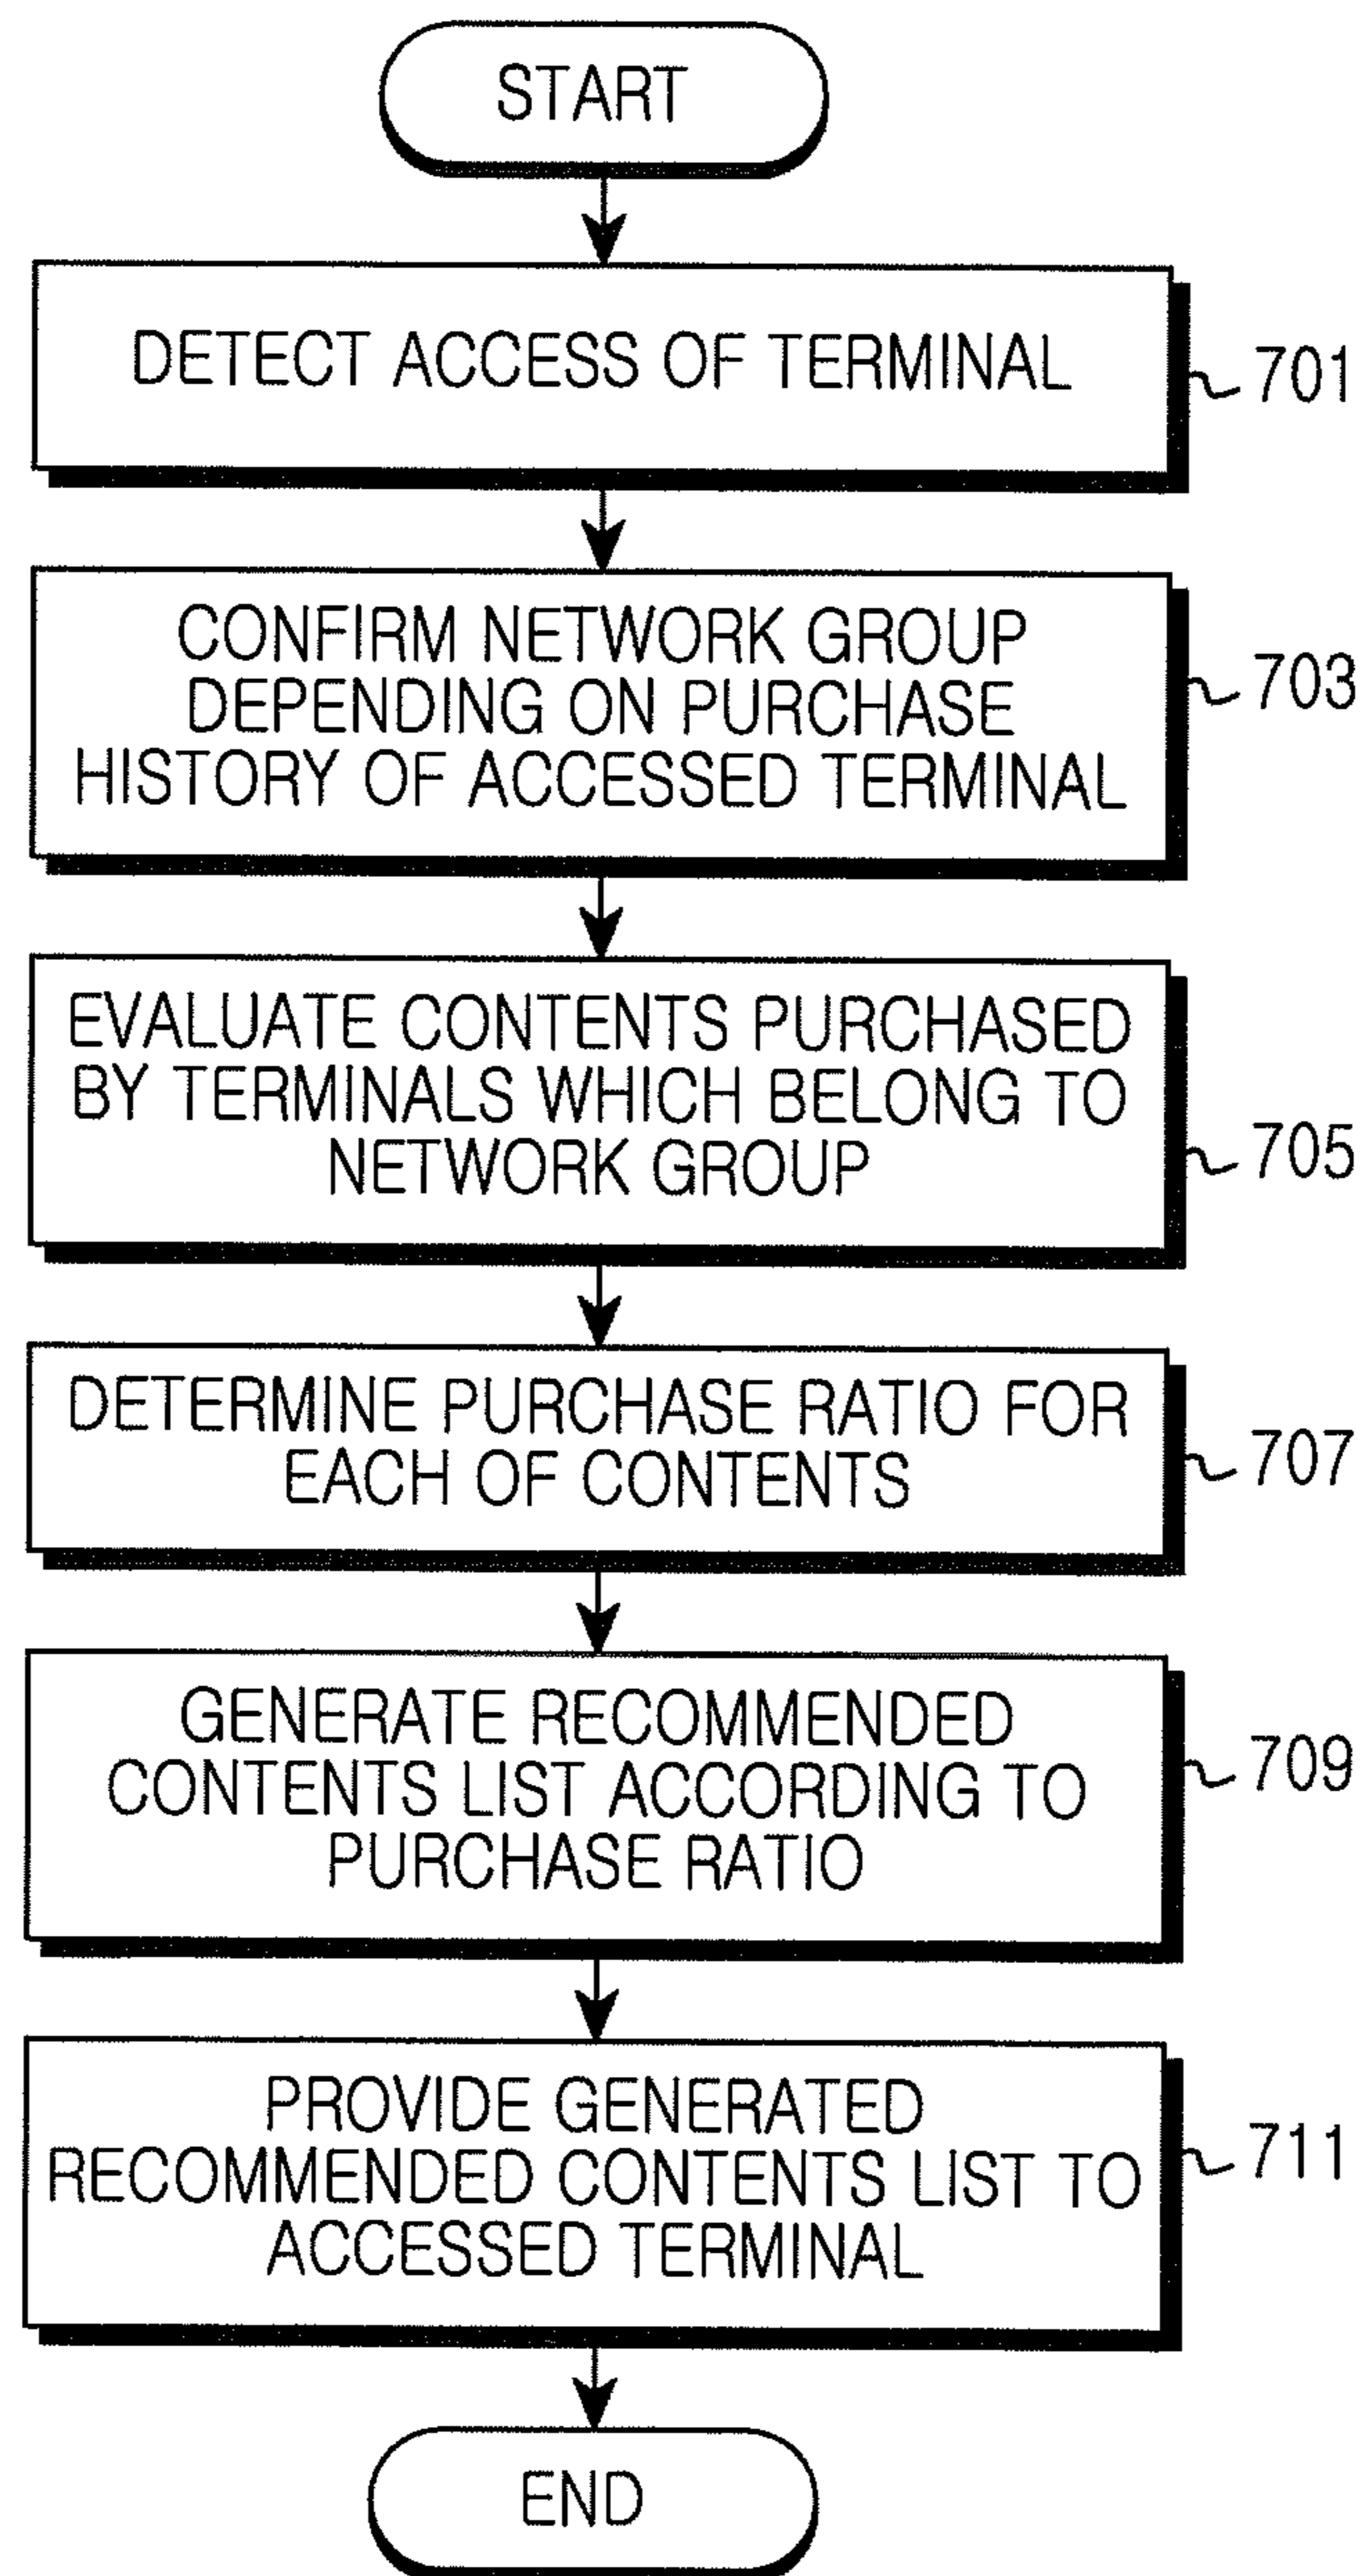 START
DETECT ACCESS OF TERMINAL
701
CONFIRM NETWORK GROUP
DEPENDING ON PURCHASE
HISTORY OF ACCESSED TERMINAL
703
EVALUATE CONTENTS PURCHASED
BY TERMINALS WHICH BELONG TO
NETWORK GROUP
705
DETERMINE PURCHASE RATIO FOR
EACH OF CONTENTS
707
GENERATE RECOMMENDED
CONTENTS LIST ACCORDING TO
PURCHASE RATIO
709
PROVIDE GENERATED
RECOMMENDED CONTENTS LIST TO
ACCESSED TERMINAL
711
END